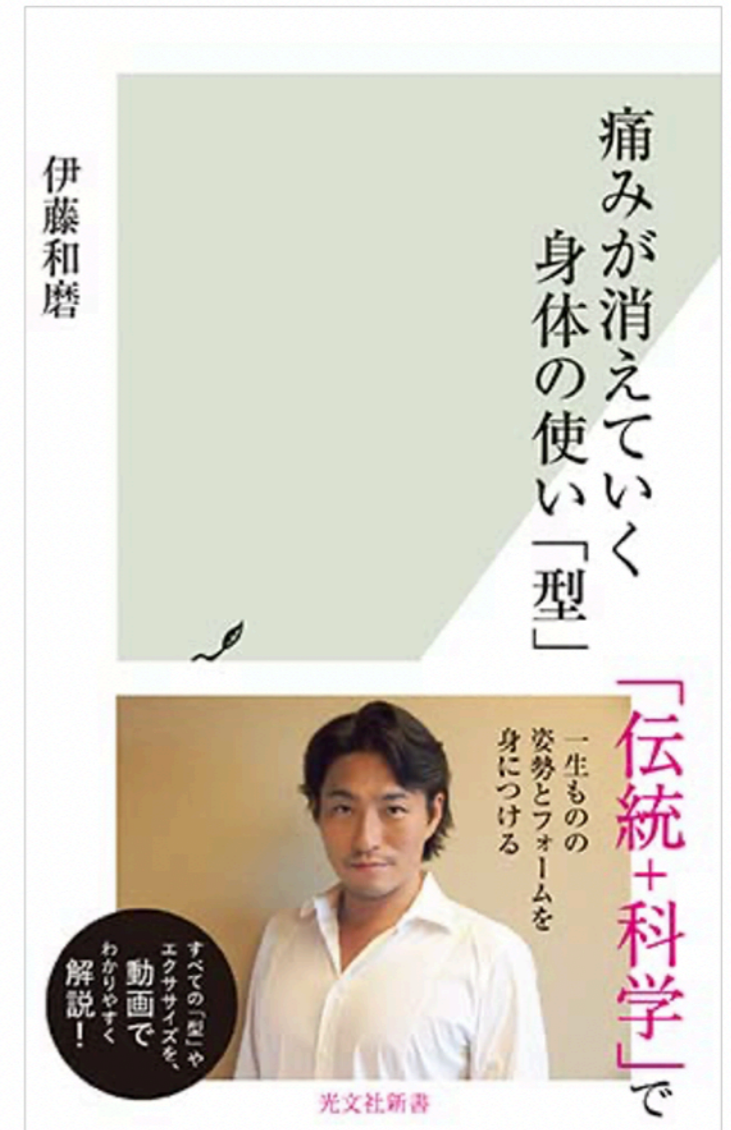 痛みが消えていく
身体の使い「型」
伊藤和磨
「伝統+科学」で
一生ものの
姿勢とフォームを
身につける
すべての「型」や
エクササイズを、
動画で
わかりやすく
解説！
光文社新書